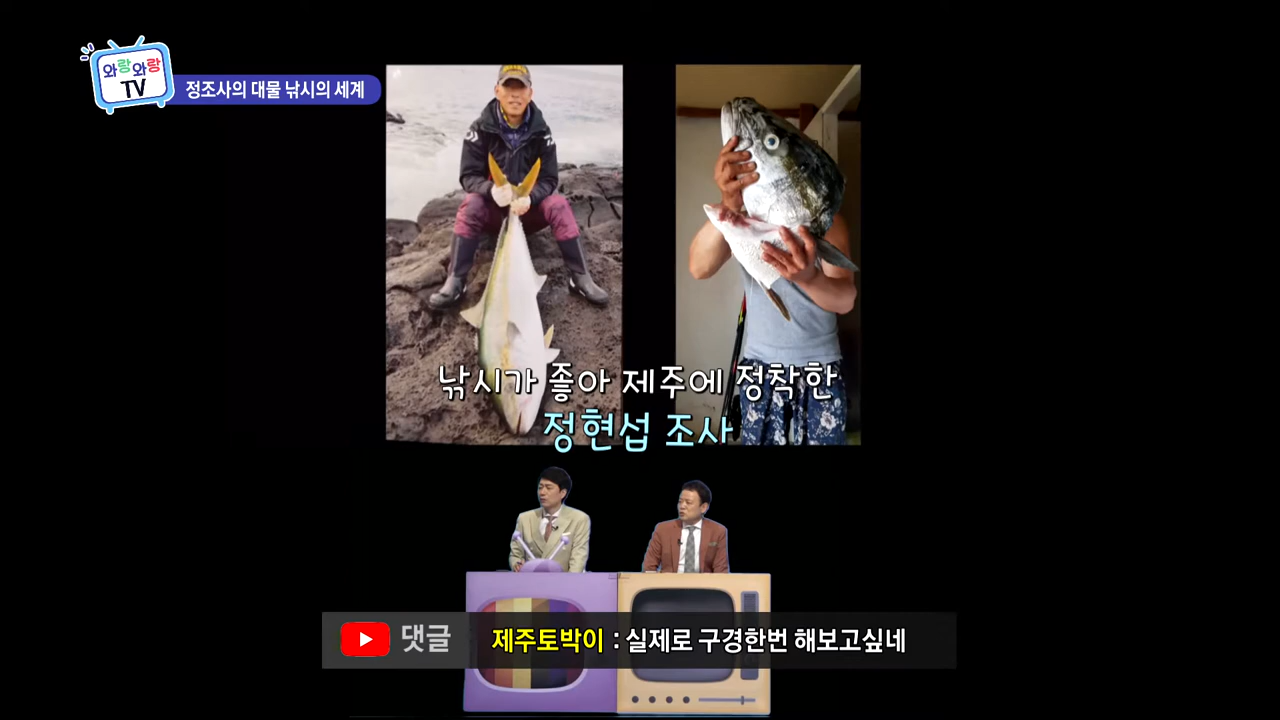 와랑와랑
TV
정조사의 대물 낚시의 세계
낚시가 좋아 제주에 정착한
정현섭 조사
댓글 제주토박이 : 실제로 구경한번 해보고싶네